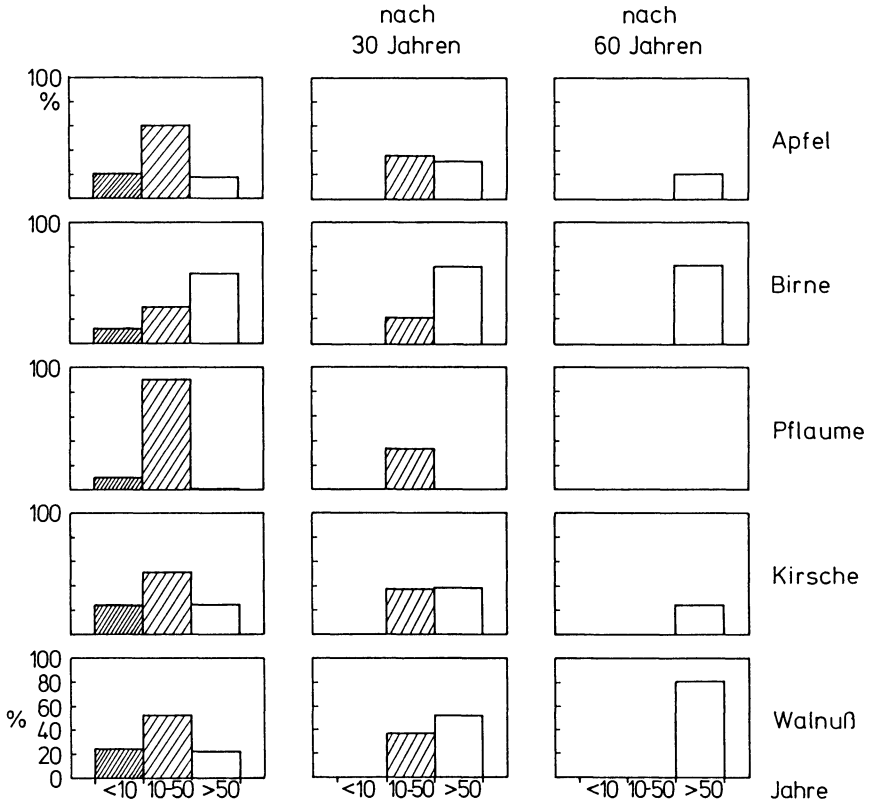 nach
30 Jahren
nach
60 Jahren
100
%
Apfel
100
Birne
100
Pflaume
100
Kirsche
100
80
60
%
40
20
0
Walnuß
<10 10-50 >50
<10 10-50 >50
<10 10-50 >50
Jahre